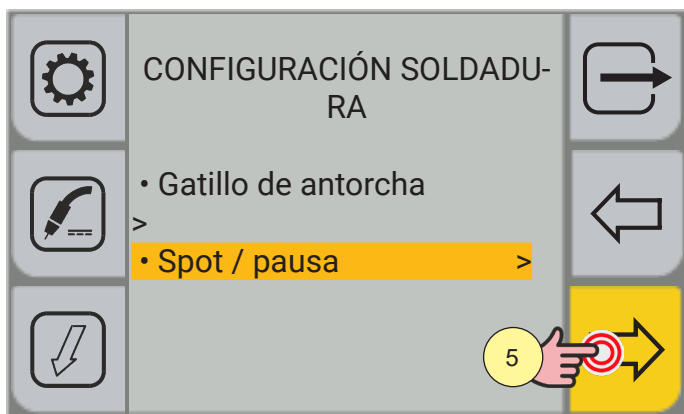 CONFIGURACIÓN SOLDADU-
RA
• Gatillo de antorcha
>
• Spot / pausa >
5